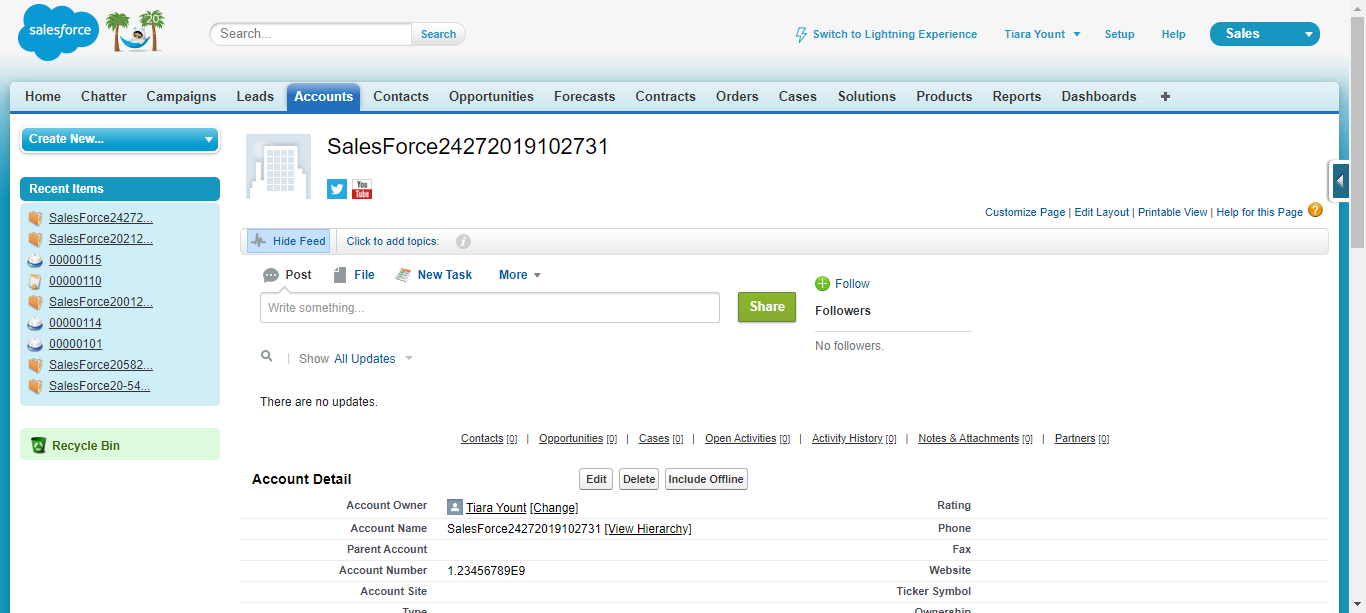 salesforce
20
Search...
Search
Switch to Lightning Experience
Tiara Yount
Setup
Help
Sales
Home Chatter Campaigns Leads Accounts Contacts Opportunities Forecasts Contracts Orders Cases Solutions Products Reports Dashboards +
Create New...
Recent Items
SalesForce24272...
SalesForce20212...
00000115
00000110
SalesForce20012...
00000114
00000101
SalesForce20582...
SalesForce20-54...
Recycle Bin
SalesForce24272019102731
You
Tube
Customize Page | Edit Layout | Printable View | Help for this Page ?
Hide Feed
Click to add topics: i
Post File New Task More
Write something...
Share
Show All Updates
There are no updates.
Follow
Followers
No followers.
Contacts [0] | Opportunities [0] | Cases [0] | Open Activities [0] | Activity History [0] | Notes & Attachments [0] | Partners [0]
Account Detail
Edit Delete Include Offline
Account Owner Tiara Yount [Change] Rating
Account Name SalesForce24272019102731 [View Hierarchy] Phone
Parent Account Fax
Account Number 1.23456789E9 Website
Account Site Ticker Symbol
Type Ownership